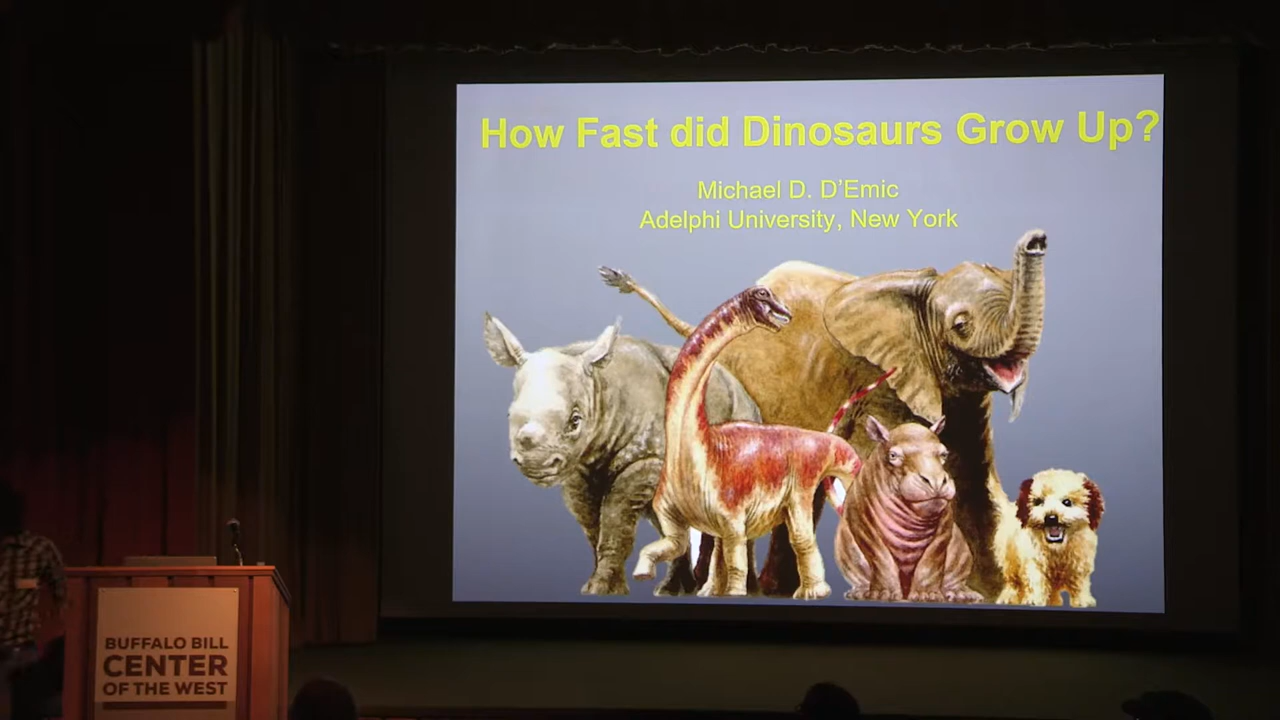 How Fast did Dinosaurs Grow Up?
Michael D. D'Emic
Adelphi University, New York
BUFFALO BILL
CENTER
OF THE WEST